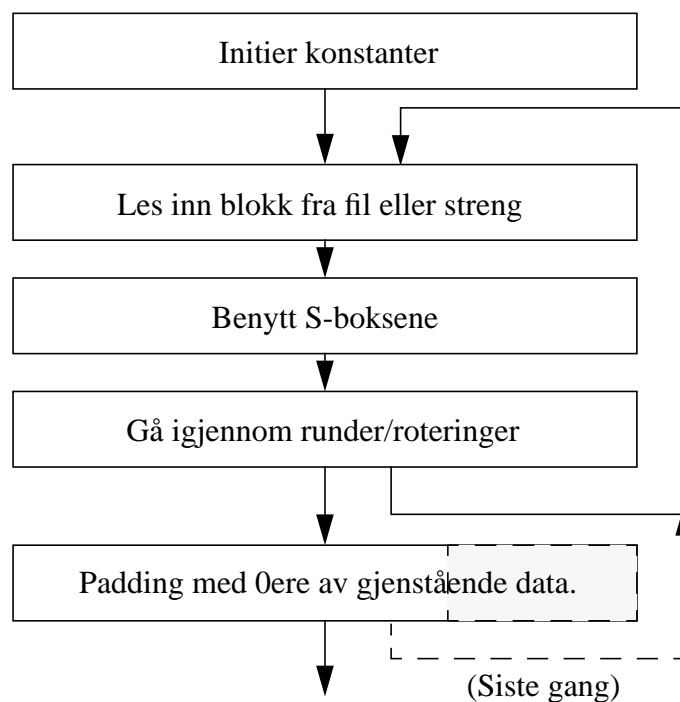 Initier konstanter
Les inn blokk fra fil eller streng
Benytt S-boksene
Gå igjennom runder/roteringer
Padding med 0ere av gjenstående data.
(Siste gang)